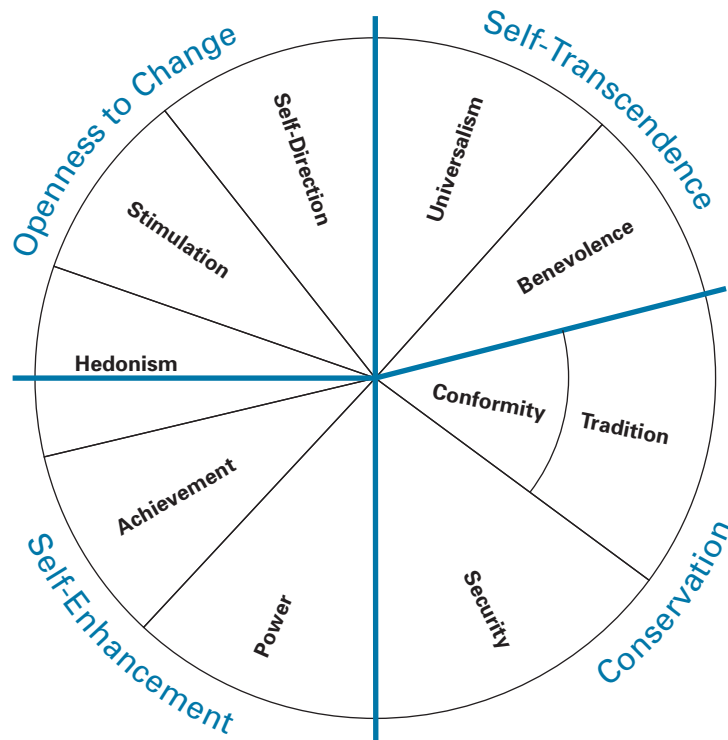 Openness to Change
Self-Transcendence
Self-Direction
Universalism
Stimulation
Benevolence
Hedonism
Conformity
Tradition
Achievement
Power
Security
Self-Enhancement
Conservation